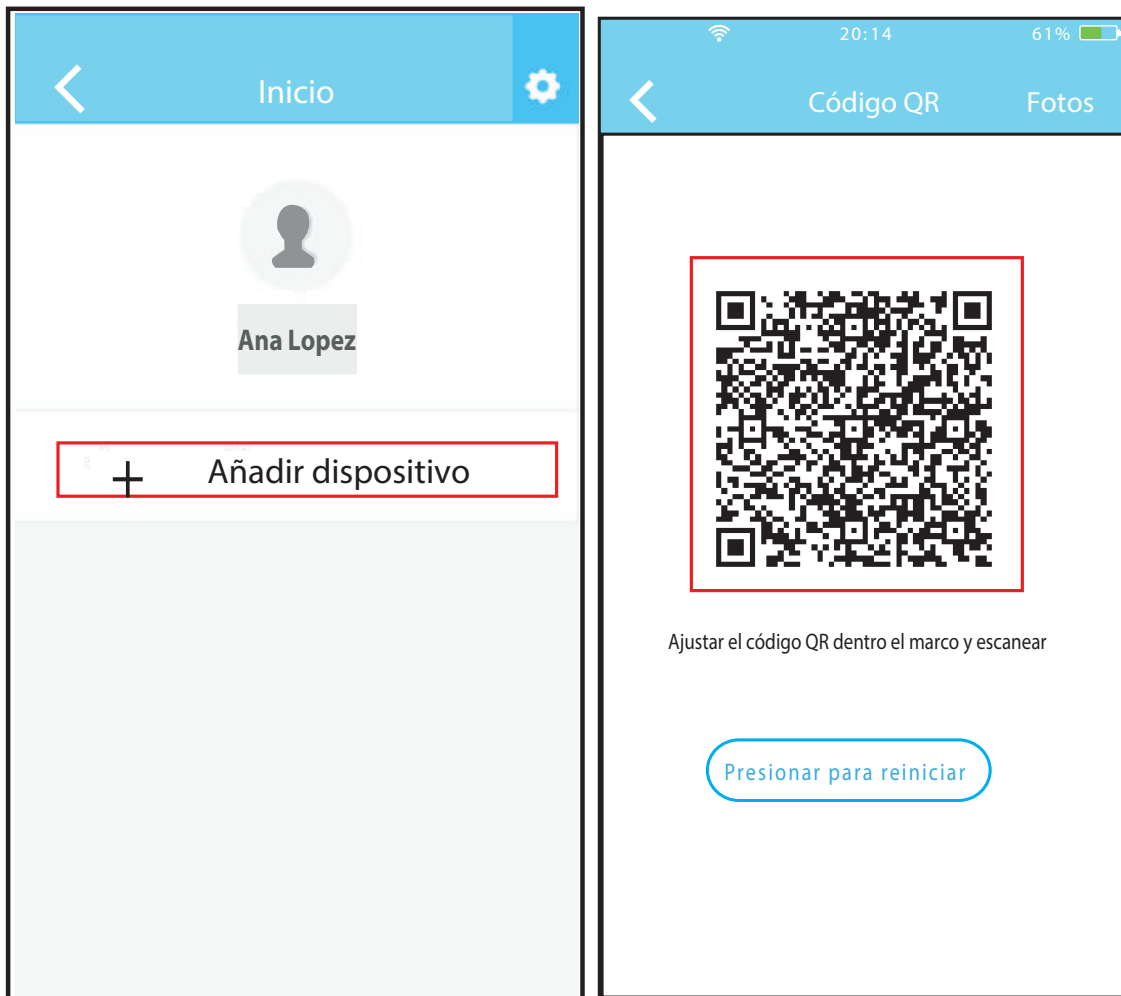 Inicio
Ana Lopez
+ Añadir dispositivo
20:14 61%
Código QR Fotos
Ajustar el código QR dentro el marco y escanear
Presionar para reiniciar